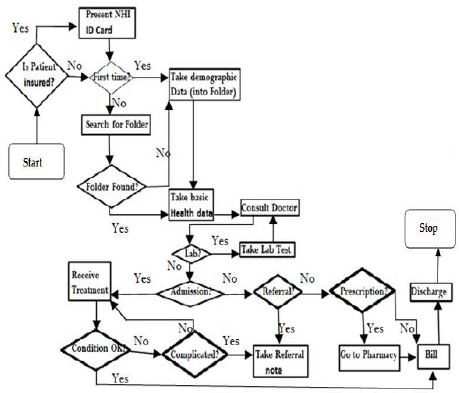 Present NHI
ID Card
Yes
Is Patient
insured?
No
First time?
Yes
Take demographic
Data (into Folder)
No
Search for Folder
Start
No
Folder Found?
Yes
Take basic
Health data
Consult Doctor
Stop
Lab?
Yes
Take Lab Test
No
Receive
Treatment
Yes
Admission?
No
Referral?
No
Prescription?
Discharge
No
Yes
Yes
No
Condition OK!
No
Complicated?
Yes
Take Referral
note
Go to Pharmacy
Bill
Yes